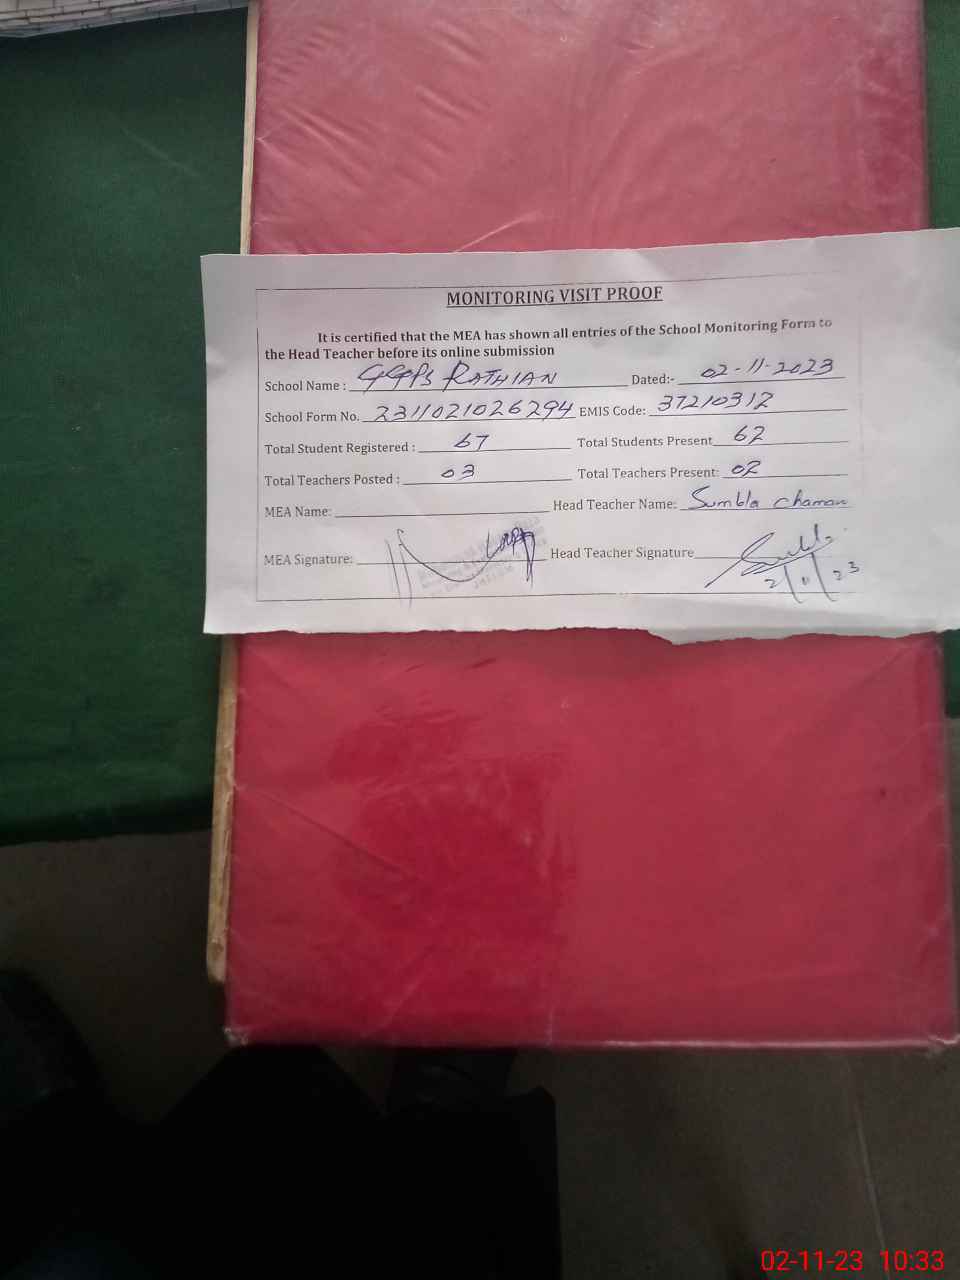 MONITORING VISIT PROOF
It is certified that the MEA has shown all entries of the School Monitoring Form to
the Head Teacher before its online submission
School Name : GGPS RATHIAN Dated:- 02-11-2023
School Form No. 2311021026294 EMIS Code: 37210312
Total Student Registered : 67 Total Students Present 62
Total Teachers Posted : 03 Total Teachers Present: 02
MEA Name: Head Teacher Name: Sumbla Chaman
MEA Signature: Head Teacher Signature
2/11/23
02-11-23 10:33